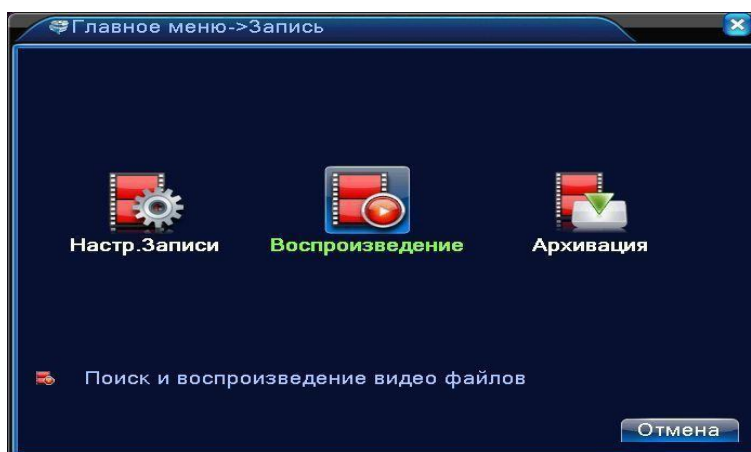 Главное меню->Запись
Настр.Записи Воспроизведение Архивация
Поиск и воспроизведение видео файлов
Отмена